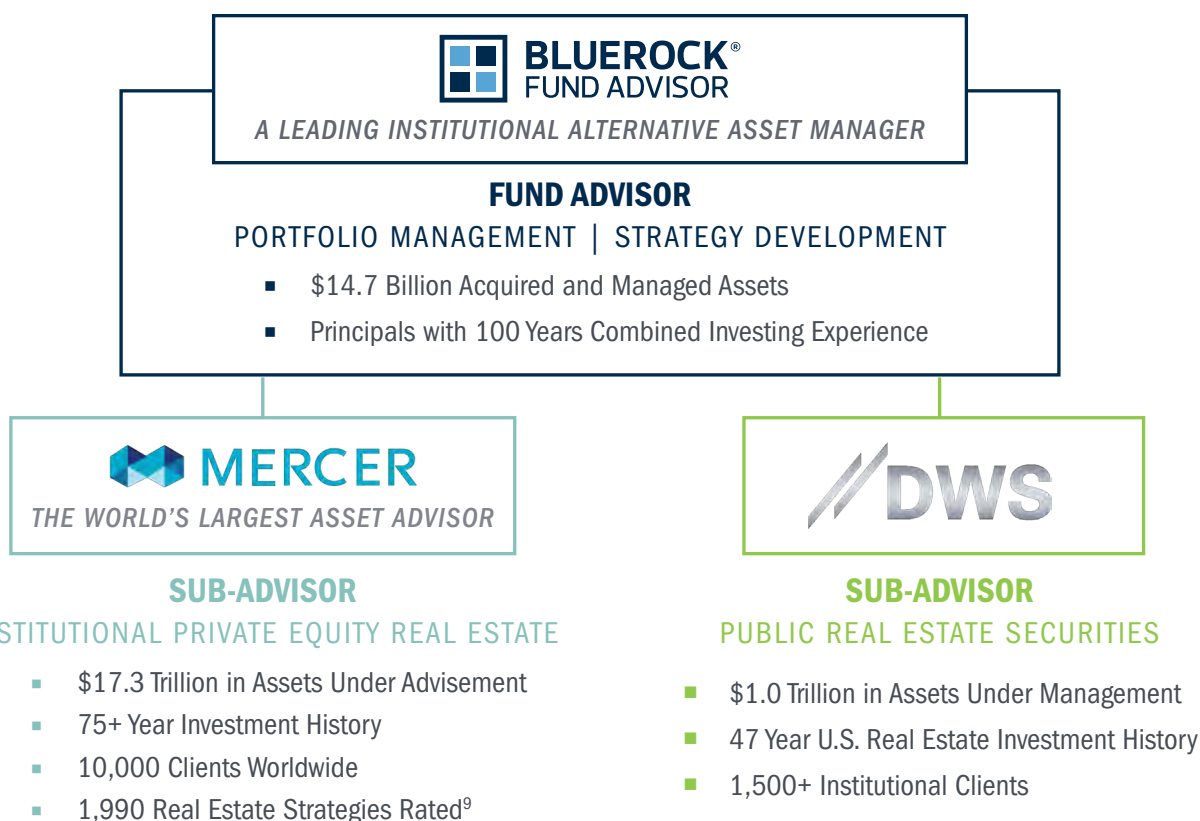 BLUEROCK®
FUND ADVISOR
A LEADING INSTITUTIONAL ALTERNATIVE ASSET MANAGER
FUND ADVISOR
PORTFOLIO MANAGEMENT | STRATEGY DEVELOPMENT
▪ $14.7 Billion Acquired and Managed Assets
▪ Principals with 100 Years Combined Investing Experience
MERCER
THE WORLD'S LARGEST ASSET ADVISOR
SUB-ADVISOR
STITUTIONAL PRIVATE EQUITY REAL ESTATE
▪ $17.3 Trillion in Assets Under Advisement
▪ 75+ Year Investment History
▪ 10,000 Clients Worldwide
▪ 1,990 Real Estate Strategies Rated⁹
DWS
SUB-ADVISOR
PUBLIC REAL ESTATE SECURITIES
▪ $1.0 Trillion in Assets Under Management
▪ 47 Year U.S. Real Estate Investment History
▪ 1,500+ Institutional Clients